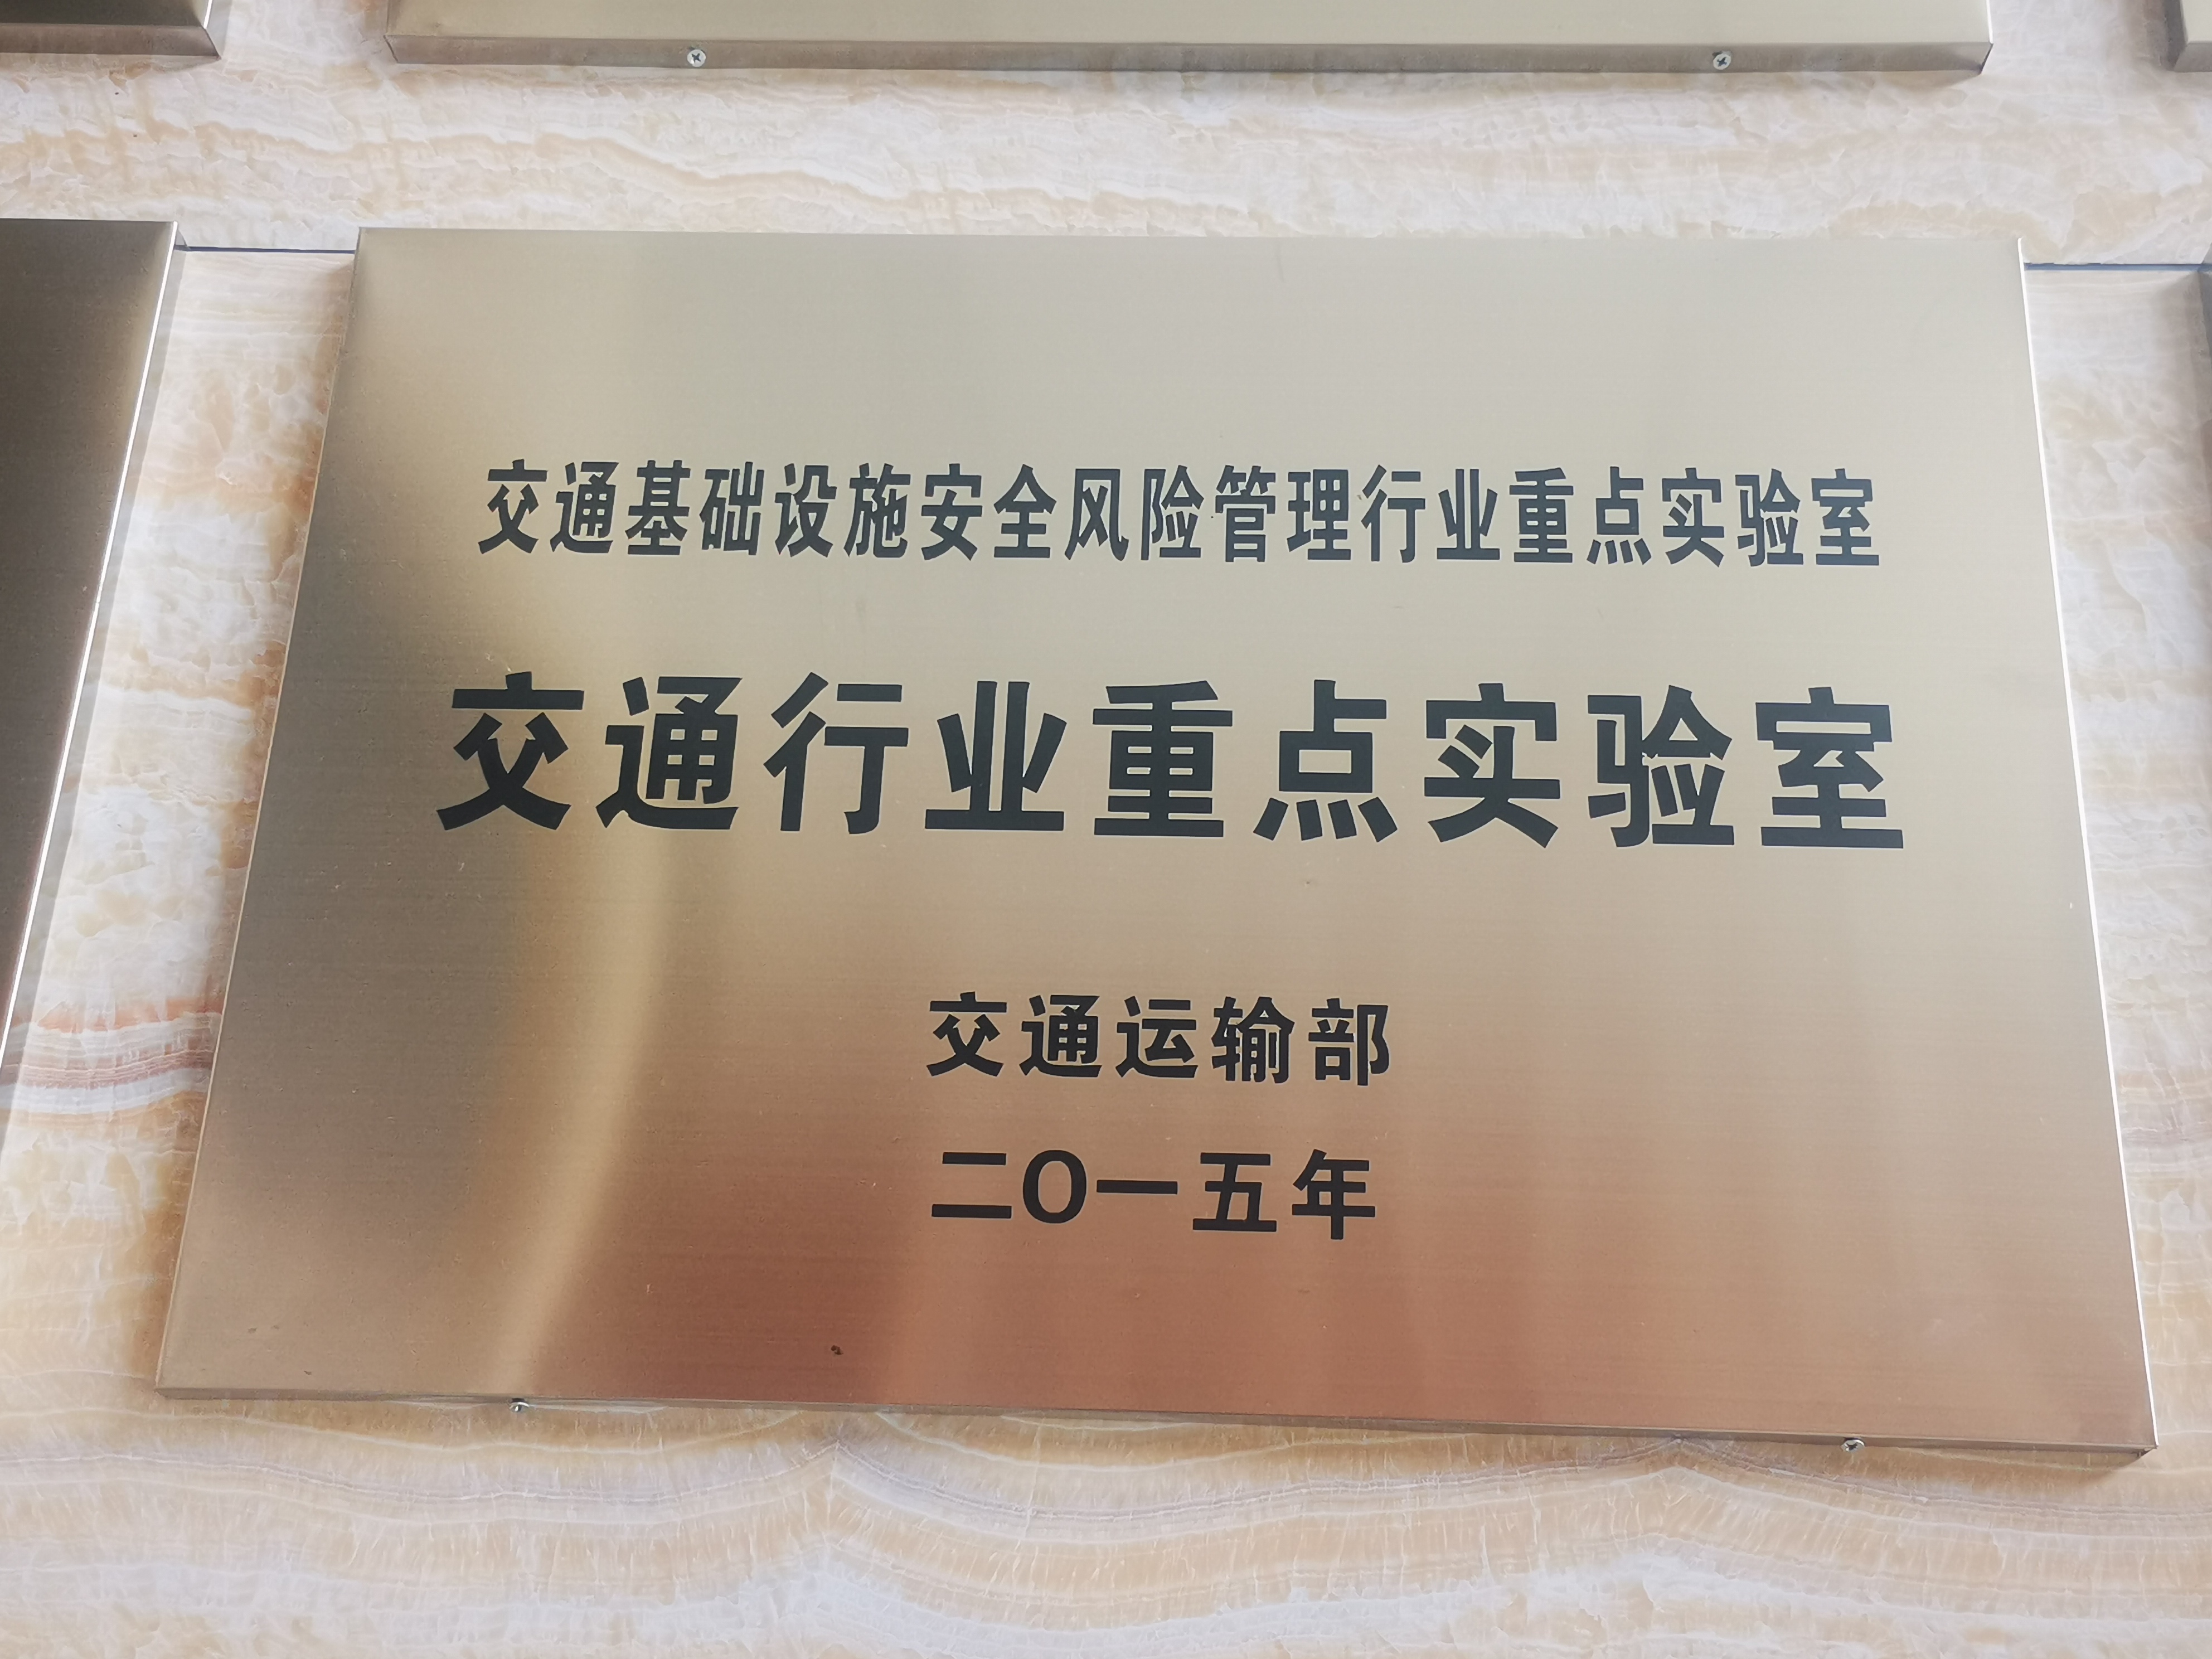 交通基础设施安全风险管理行业重点实验室
交通行业重点实验室
交通运输部
二〇一五年